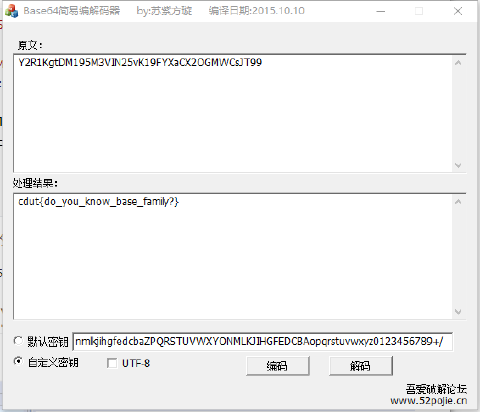 Base64简易编解码器 by:苏紫方璇 编译日期:2015.10.10
原文:
Y2R1KgtDM195M3VIN25vK19FYXaCX2OGMWCsJT99
处理结果:
cdut{do_you_know_base_family?}
默认密钥
nmlkjihgfedcbaZPQRSTUVWXYONMLKJIHGFEDCBAopqrstuvwxyz0123456789+/
自定义密钥 UTF-8 编码 解码
吾爱破解论坛
www.52pojie.cn